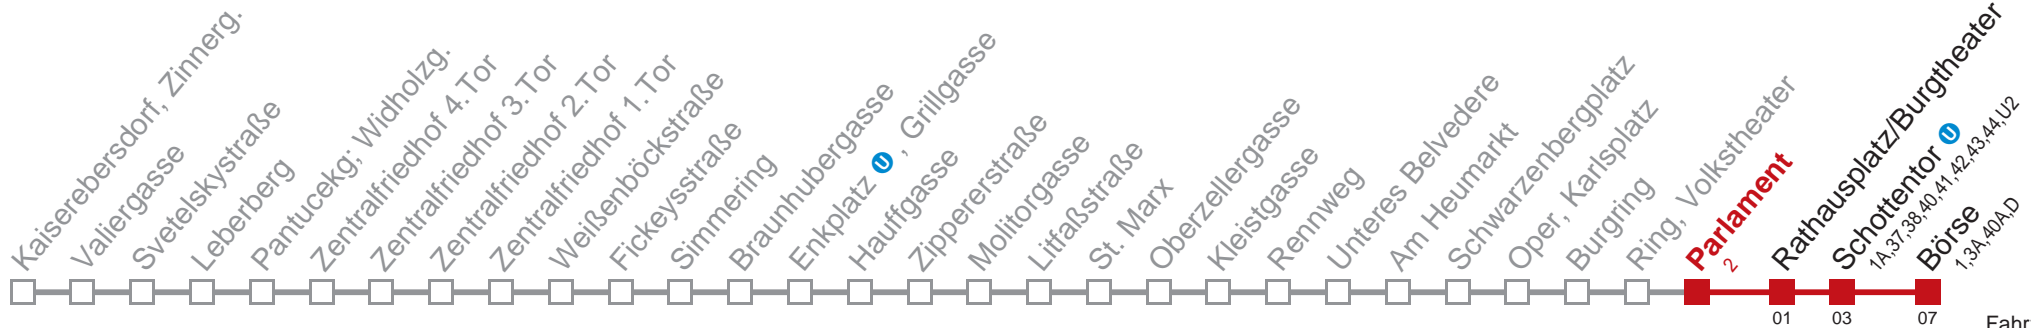 Kaiserebersdorf, Zinnerg.
Valiergasse
Svetelskystraße
Leberberg
Pantucekg; Widholzg.
Zentralfriedhof 4.Tor
Zentralfriedhof 3.Tor
Zentralfriedhof 2.Tor
Zentralfriedhof 1.Tor
Weißenböckstraße
Fickeysstraße
Simmering
Braunhubergasse
Enkplatz U , Grillgasse
Hauffgasse
Zippererstraße
Molitorgasse
Litfaßstraße
St. Marx
Oberzellergasse
Kleistgasse
Rennweg
Unteres Belvedere
Am Heumarkt
Schwarzenbergplatz
Oper, Karlsplatz
Burgring
Ring, Volkstheater
Parlament
2
Rathausplatz/Burgtheater
Schottentor U
1A,37,38,40,41,42,43,44,U2
Börse
1,3A,40A,D
01 03 07
Fahr